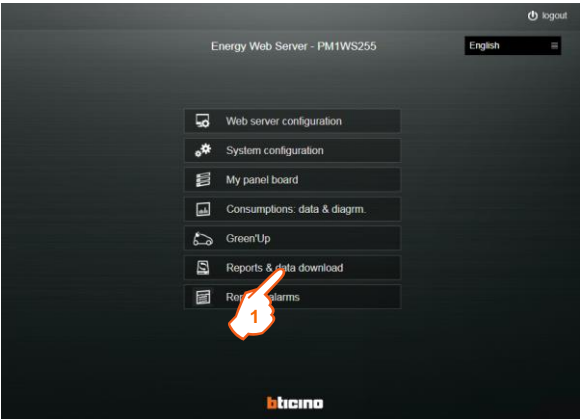 logout
Energy Web Server - PM1WS255
English
Web server configuration
System configuration
My panel board
Consumptions: data & diagrm.
Green'Up
Reports & data download
alarms
1
bticino